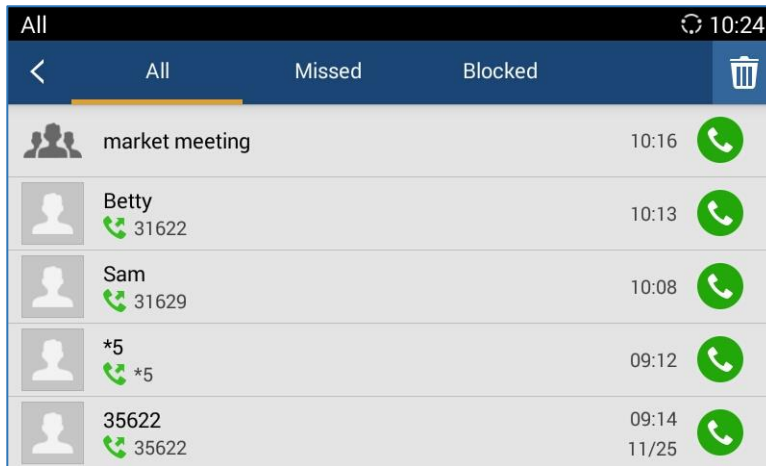 All 10:24
All Missed Blocked
market meeting 10:16
Betty
31622 10:13
Sam
31629 10:08
*5
*5 09:12
35622 09:14
35622 11/25